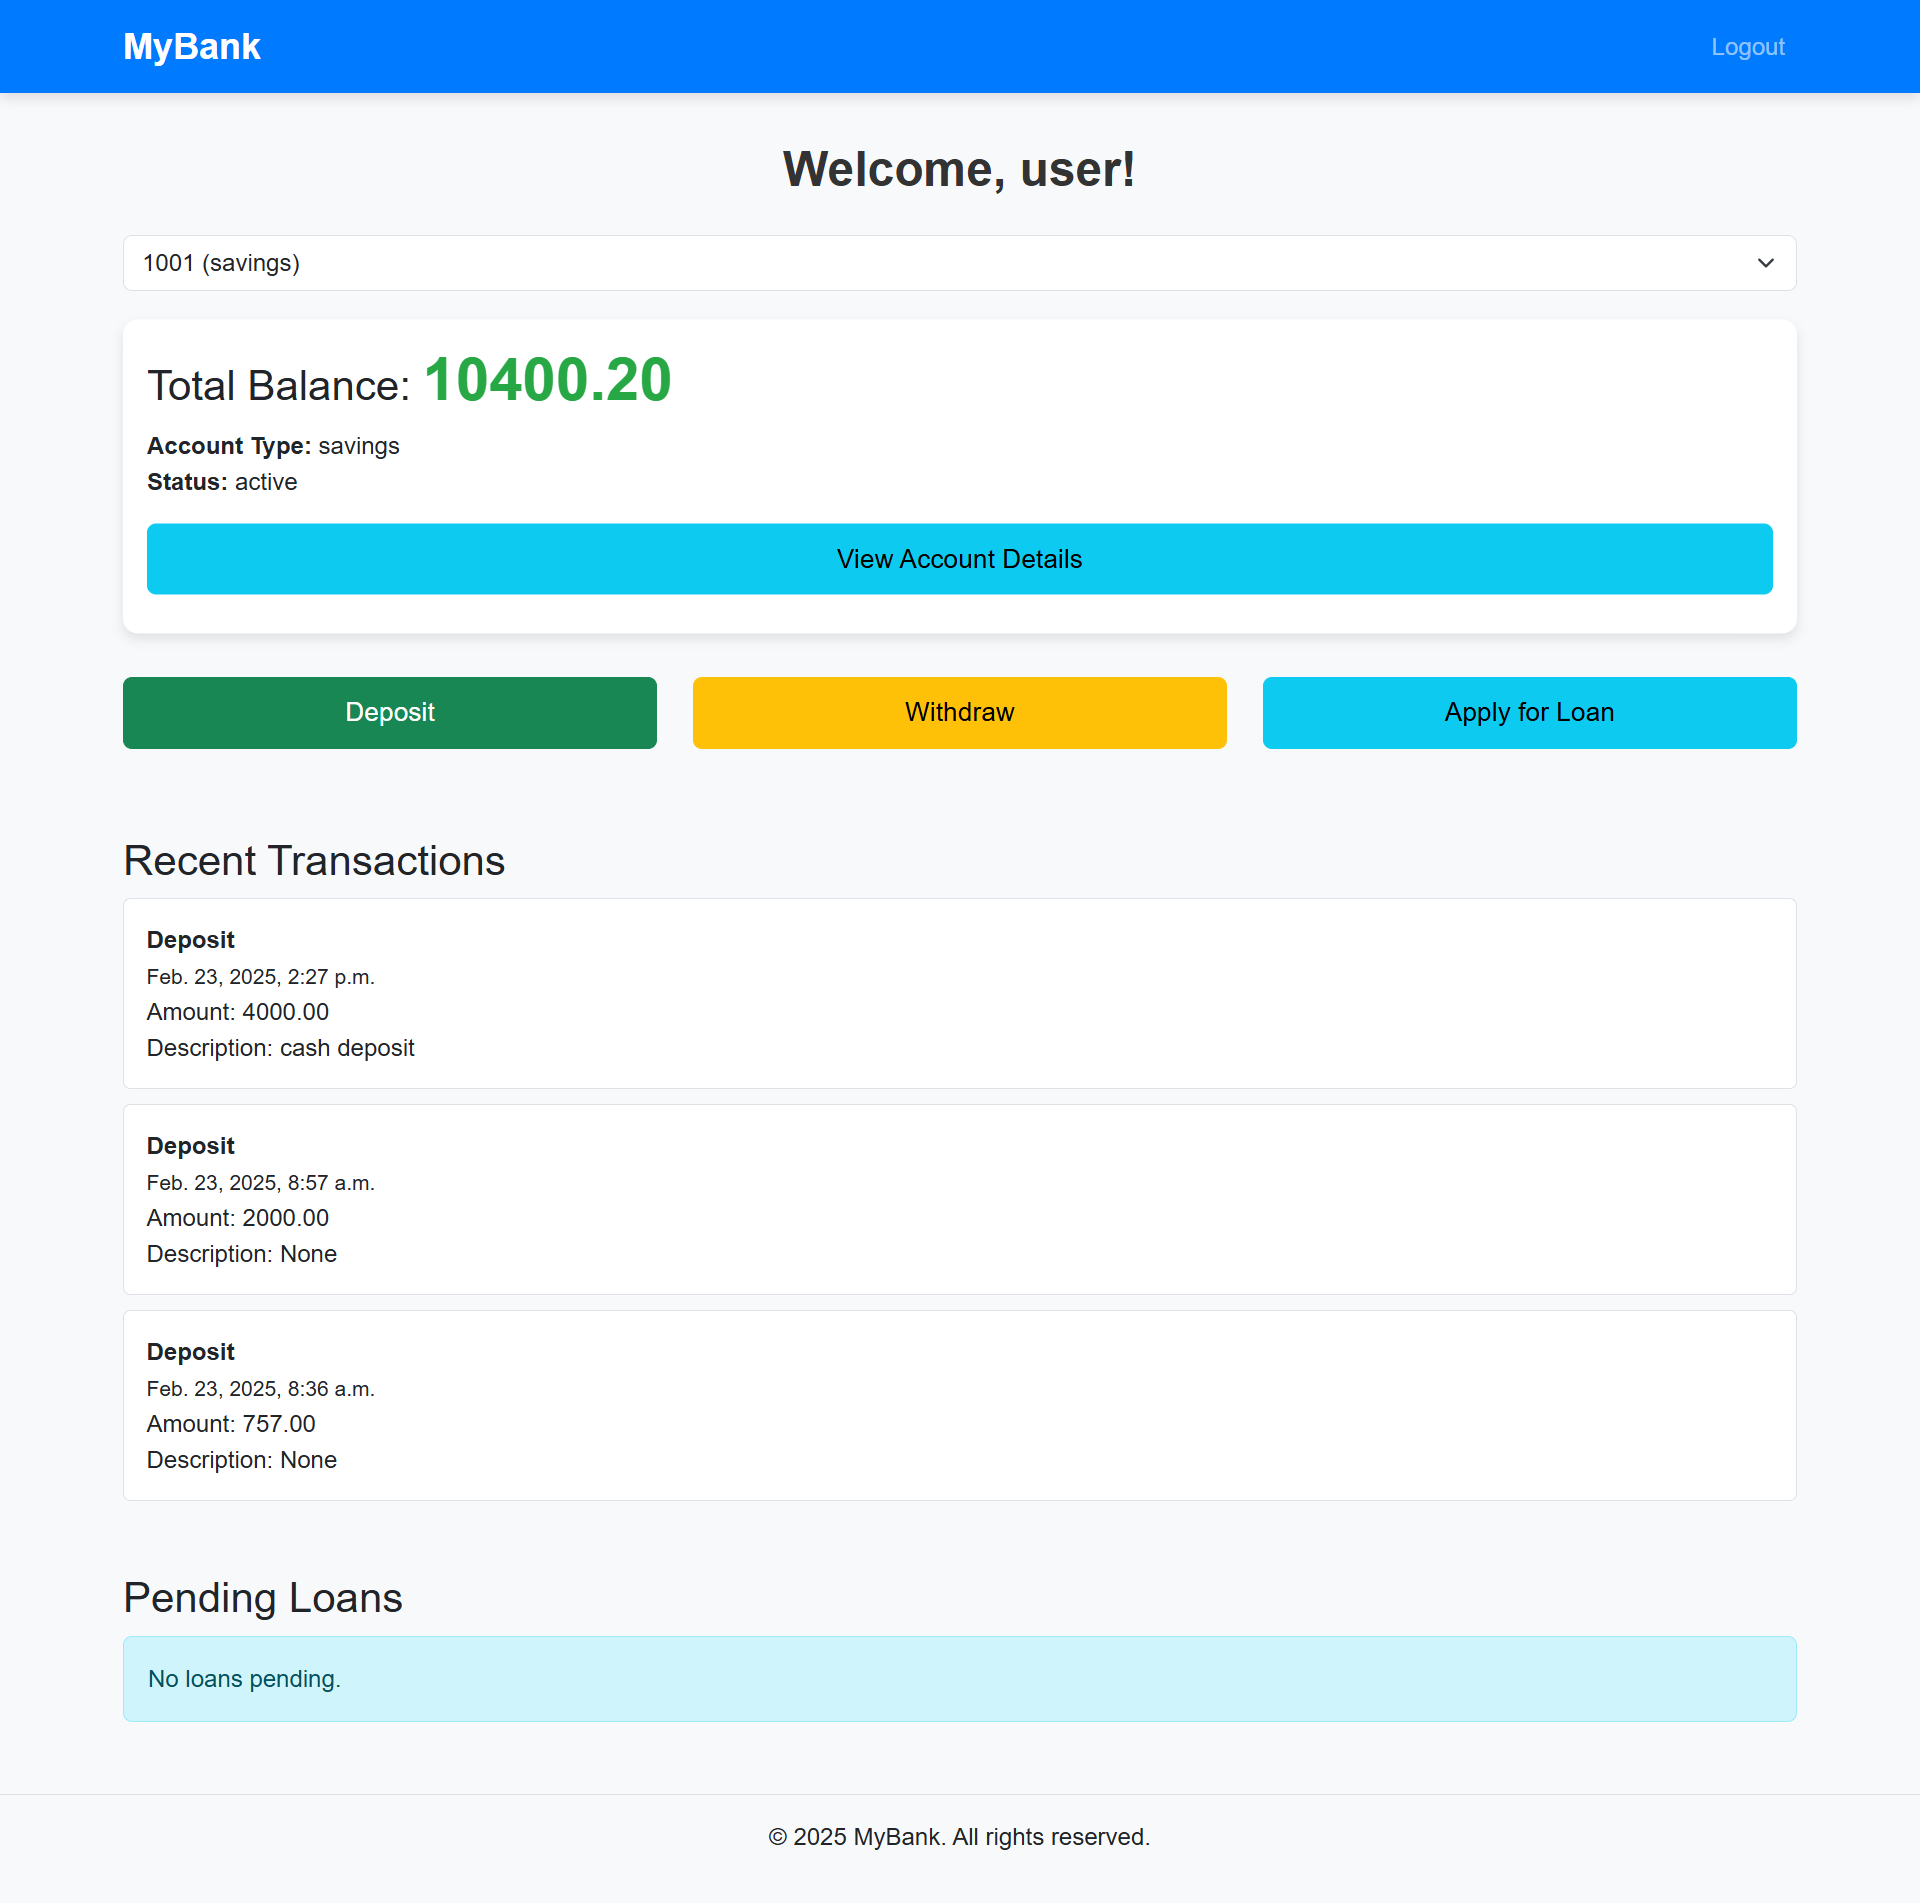 MyBank
Logout
Welcome, user!
1001 (savings)
Total Balance: 10400.20
Account Type: savings
Status: active
View Account Details
Deposit
Withdraw
Apply for Loan
Recent Transactions
Deposit
Feb. 23, 2025, 2:27 p.m.
Amount: 4000.00
Description: cash deposit
Deposit
Feb. 23, 2025, 8:57 a.m.
Amount: 2000.00
Description: None
Deposit
Feb. 23, 2025, 8:36 a.m.
Amount: 757.00
Description: None
Pending Loans
No loans pending.
© 2025 MyBank. All rights reserved.